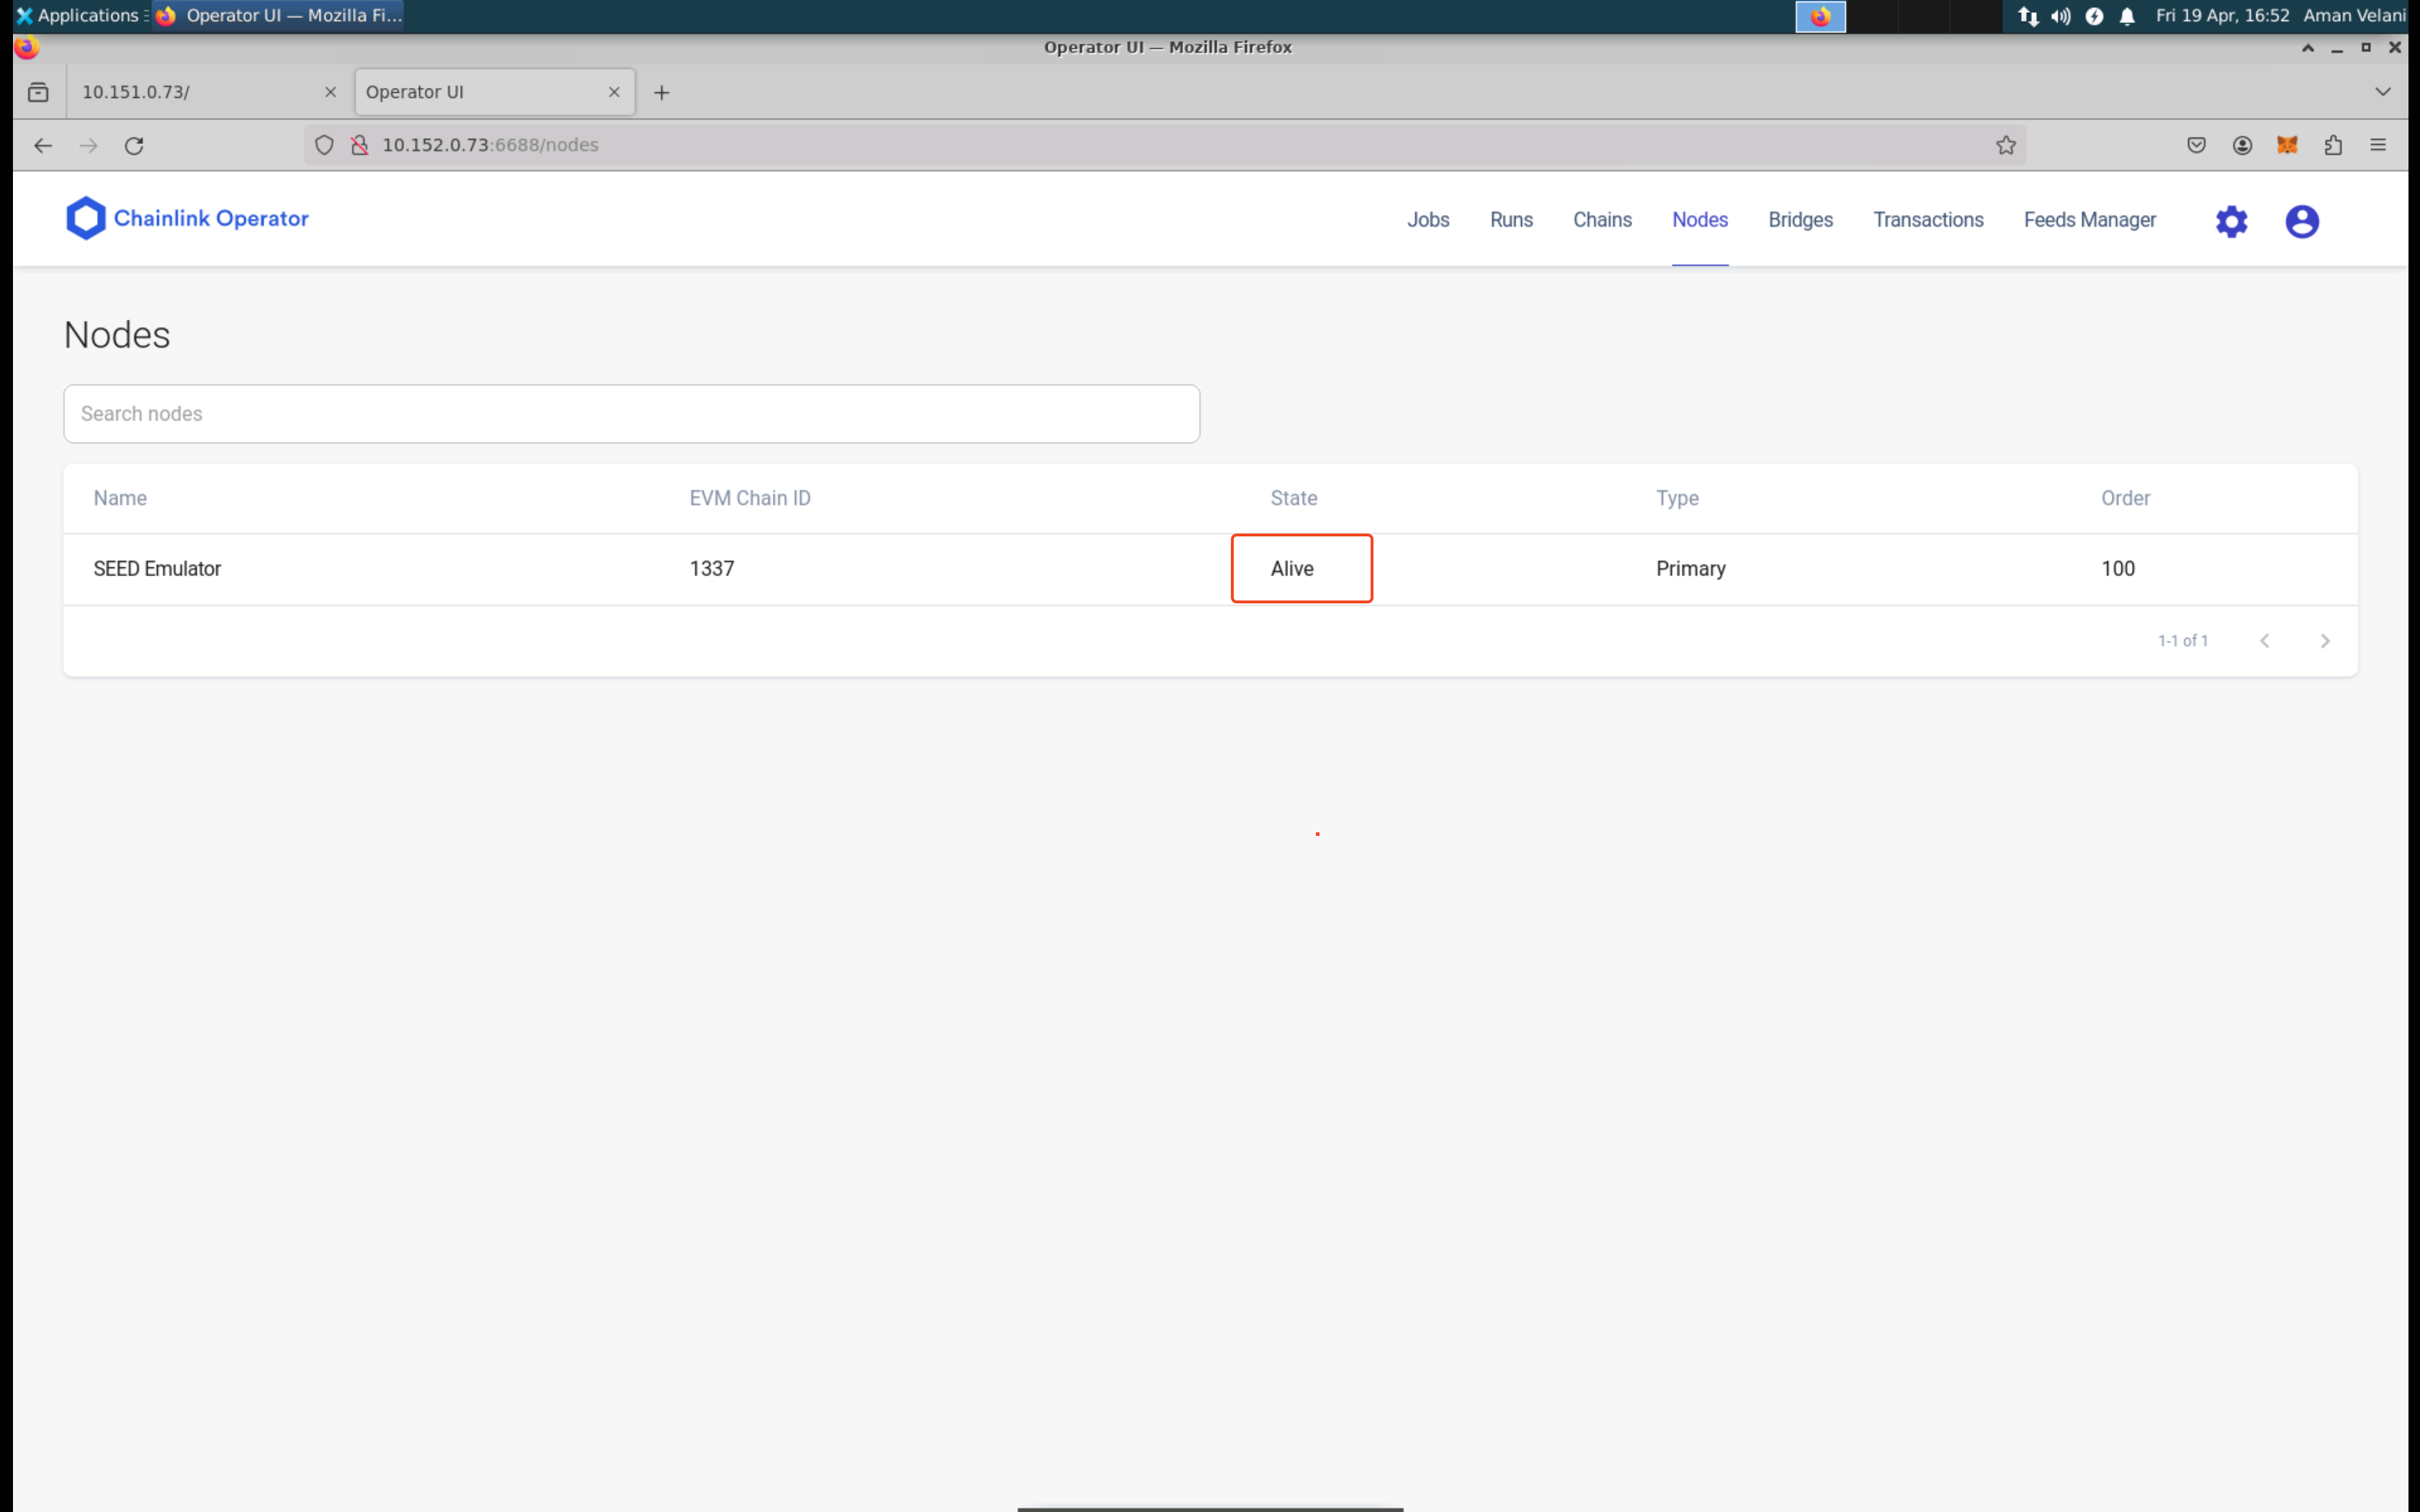 Applications Operator UI — Mozilla Fi... Fri 19 Apr, 16:52 Aman Velani
Operator UI — Mozilla Firefox
10.151.0.73/ Operator UI
10.152.0.73:6688/nodes
Chainlink Operator Jobs Runs Chains Nodes Bridges Transactions Feeds Manager
Nodes
Search nodes
Name EVM Chain ID State Type Order
SEED Emulator 1337 Alive Primary 100
1-1 of 1